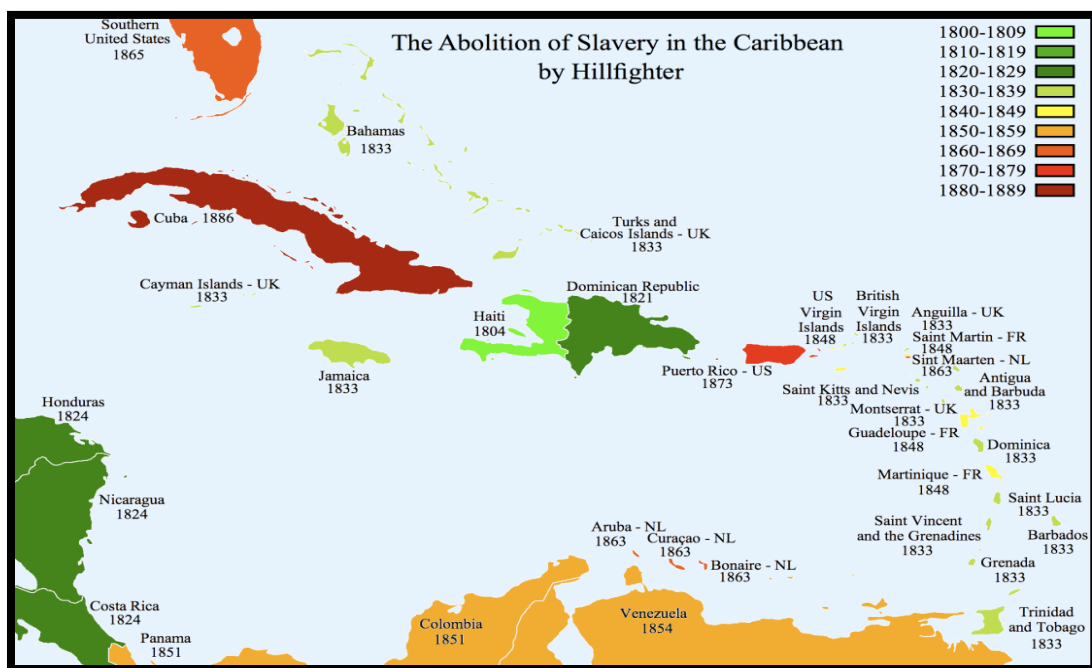 The Abolition of Slavery in the Caribbean
by Hillfighter
1800-1809
1810-1819
1820-1829
1830-1839
1840-1849
1850-1859
1860-1869
1870-1879
1880-1889
Southern
United States
1865
Bahamas
1833
Cuba 1886
Turks and
Caicos Islands - UK
1833
Cayman Islands - UK
1833
Haiti
1804
Dominican Republic
1821
Jamaica
1833
Puerto Rico - US
1873
US
Virgin
Islands
1848
British
Virgin
Islands
1833
Anguilla - UK
1833
Saint Martin - FR
1848
Sint Maarten - NL
1863
Saint Kitts and Nevis
1833
Antigua
and Barbuda
1833
Montserrat - UK
1833
Guadeloupe - FR
1848
Dominica
1833
Martinique - FR
1848
Saint Lucia
1833
Saint Vincent
and the Grenadines
1833
Barbados
1833
Grenada
1833
Trinidad
and Tobago
1833
Honduras
1824
Nicaragua
1824
Costa Rica
1824
Panama
1851
Colombia
1851
Venezuela
1854
Aruba - NL
1863
Curaçao - NL
1863
Bonaire - NL
1863